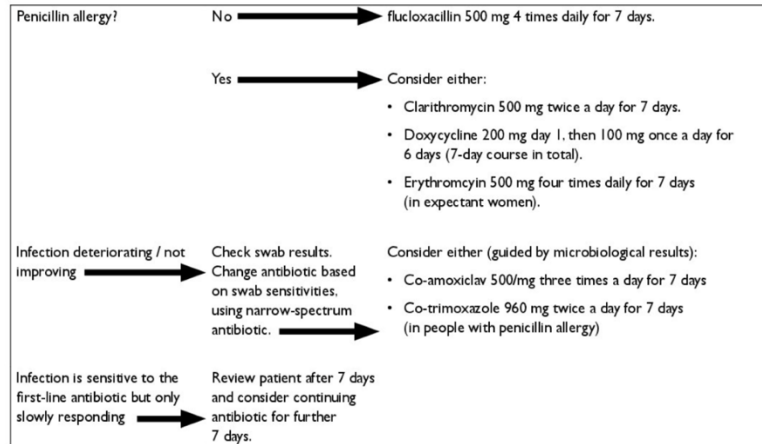 Penicillin allergy?
No
flucloxacillin 500 mg 4 times daily for 7 days.
Yes
Consider either:
• Clarithromycin 500 mg twice a day for 7 days.
• Doxycycline 200 mg day 1, then 100 mg once a day for
6 days (7-day course in total).
• Erythromcyin 500 mg four times daily for 7 days
(in expectant women).
Infection deteriorating / not
improving
Check swab results.
Change antibiotic based
on swab sensitivities,
using narrow-spectrum
antibiotic.
Consider either (guided by microbiological results):
• Co-amoxiclav 500/mg three times a day for 7 days
• Co-trimoxazole 960 mg twice a day for 7 days
(in people with penicillin allergy)
Infection is sensitive to the
first-line antibiotic but only
slowly responding
Review patient after 7 days
and consider continuing
antibiotic for further
7 days.